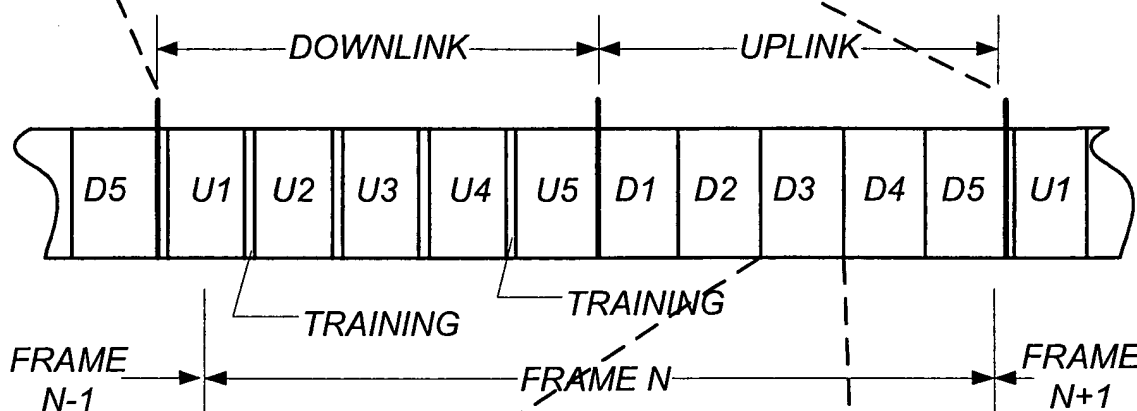 DOWNLINK UPLINK
D5 U1 U2 U3 U4 U5 D1 D2 D3 D4 D5 U1
TRAINING TRAINING
FRAME N-1 FRAME N FRAME N+1